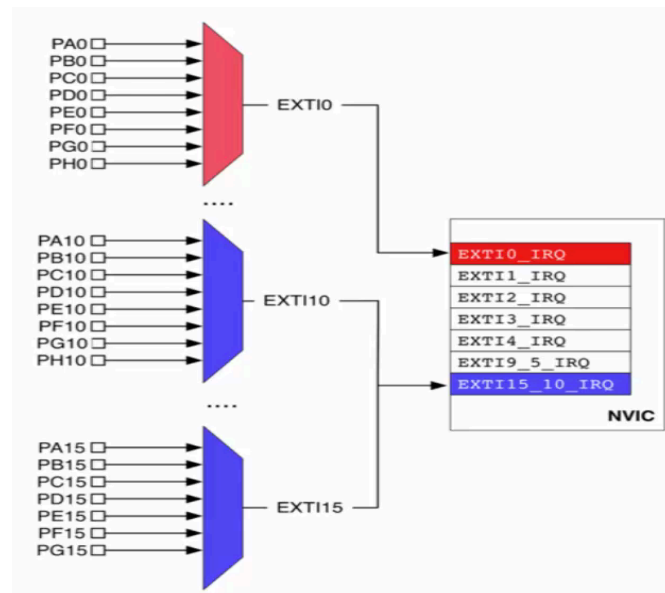 PA0
PB0
PC0
PD0
PE0
PF0
PG0
PH0
EXTI0
....
PA10
PB10
PC10
PD10
PE10
PF10
PG10
PH10
EXTI10
....
PA15
PB15
PC15
PD15
PE15
PF15
PG15
EXTI15
EXTI0_IRQ
EXTI1_IRQ
EXTI2_IRQ
EXTI3_IRQ
EXTI4_IRQ
EXTI9_5_IRQ
EXTI15_10_IRQ
NVIC